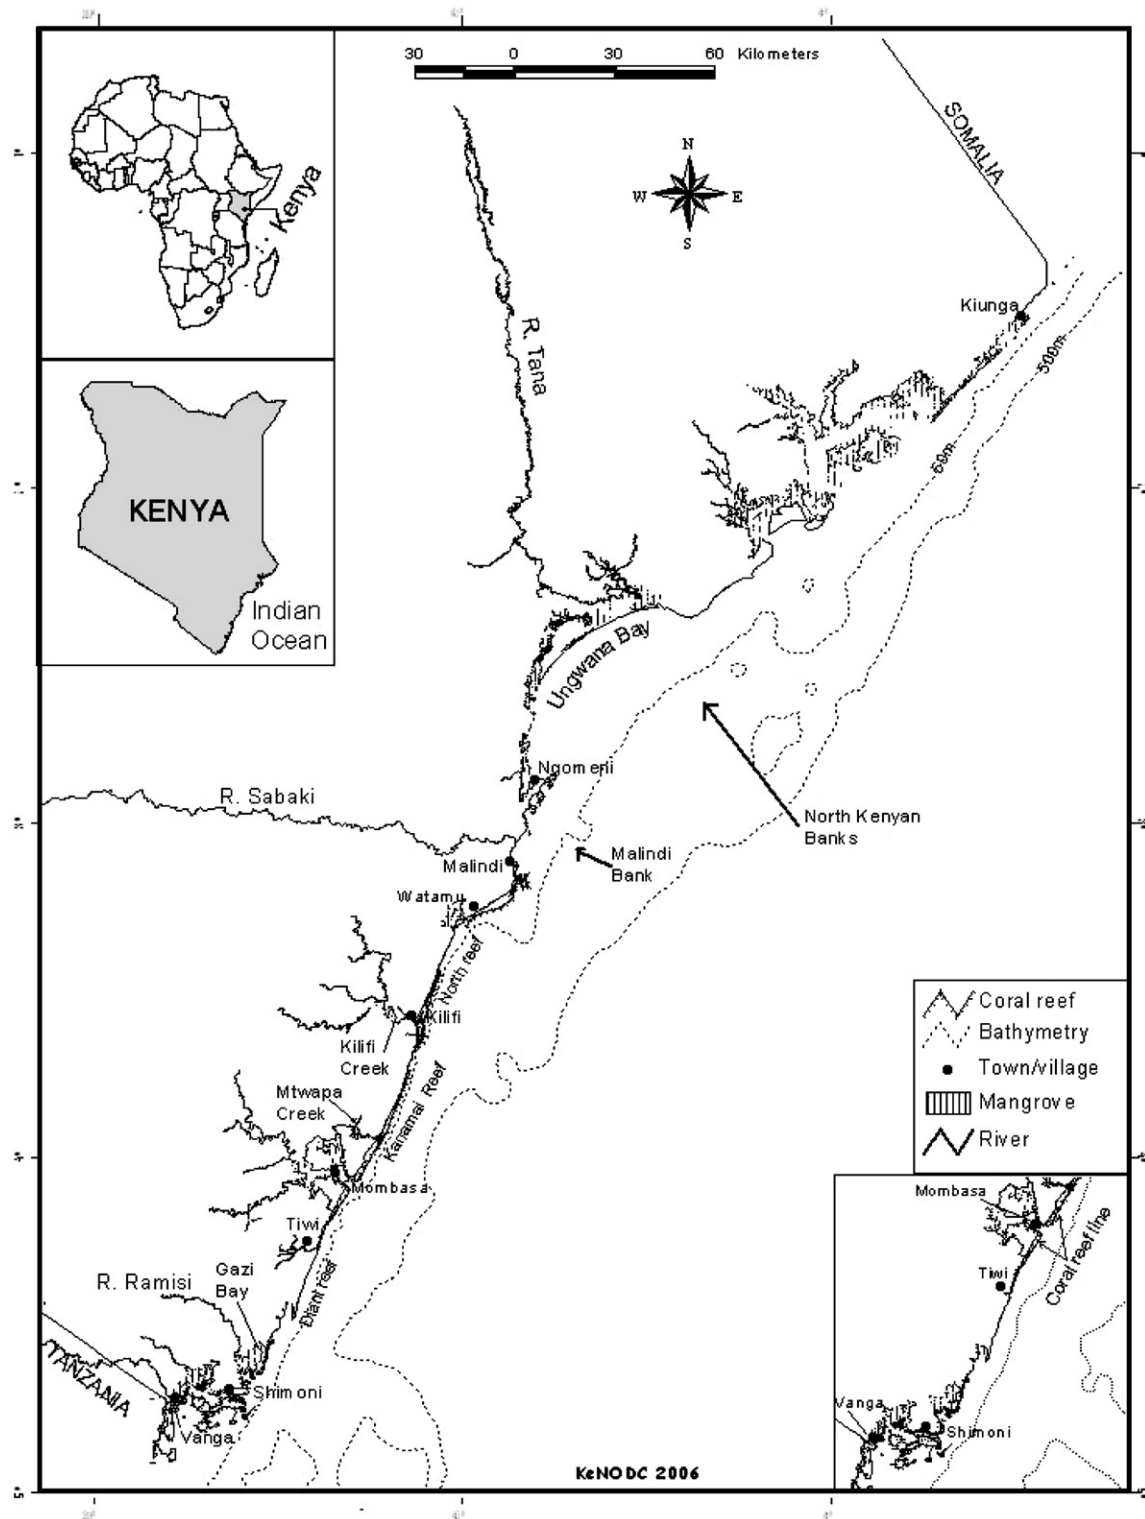 30 0 30 60 Kilometers
N
W E
S
SOMALIA
Kenya
Kiunga
R. Tana
500m
50m
KENYA
Indian
Ocean
Ungwana Bay
Ngomeni
R. Sabaki
North Kenyan
Banks
Malindi
Malindi
Bank
Watamu
North reef
Kilifi
Kilifi
Creek
Coral reef
Bathymetry
Town/village
Mangrove
River
Mtwapa
Creek
Kanamai Reef
Mombasa
Tiwi
Gazi
Bay
R. Ramisi
Diani reef
TANZANIA
Shimoni
Vanga
Mombasa
Coral reef line
Tiwi
Vanga
Shimoni
KeNODC 2006